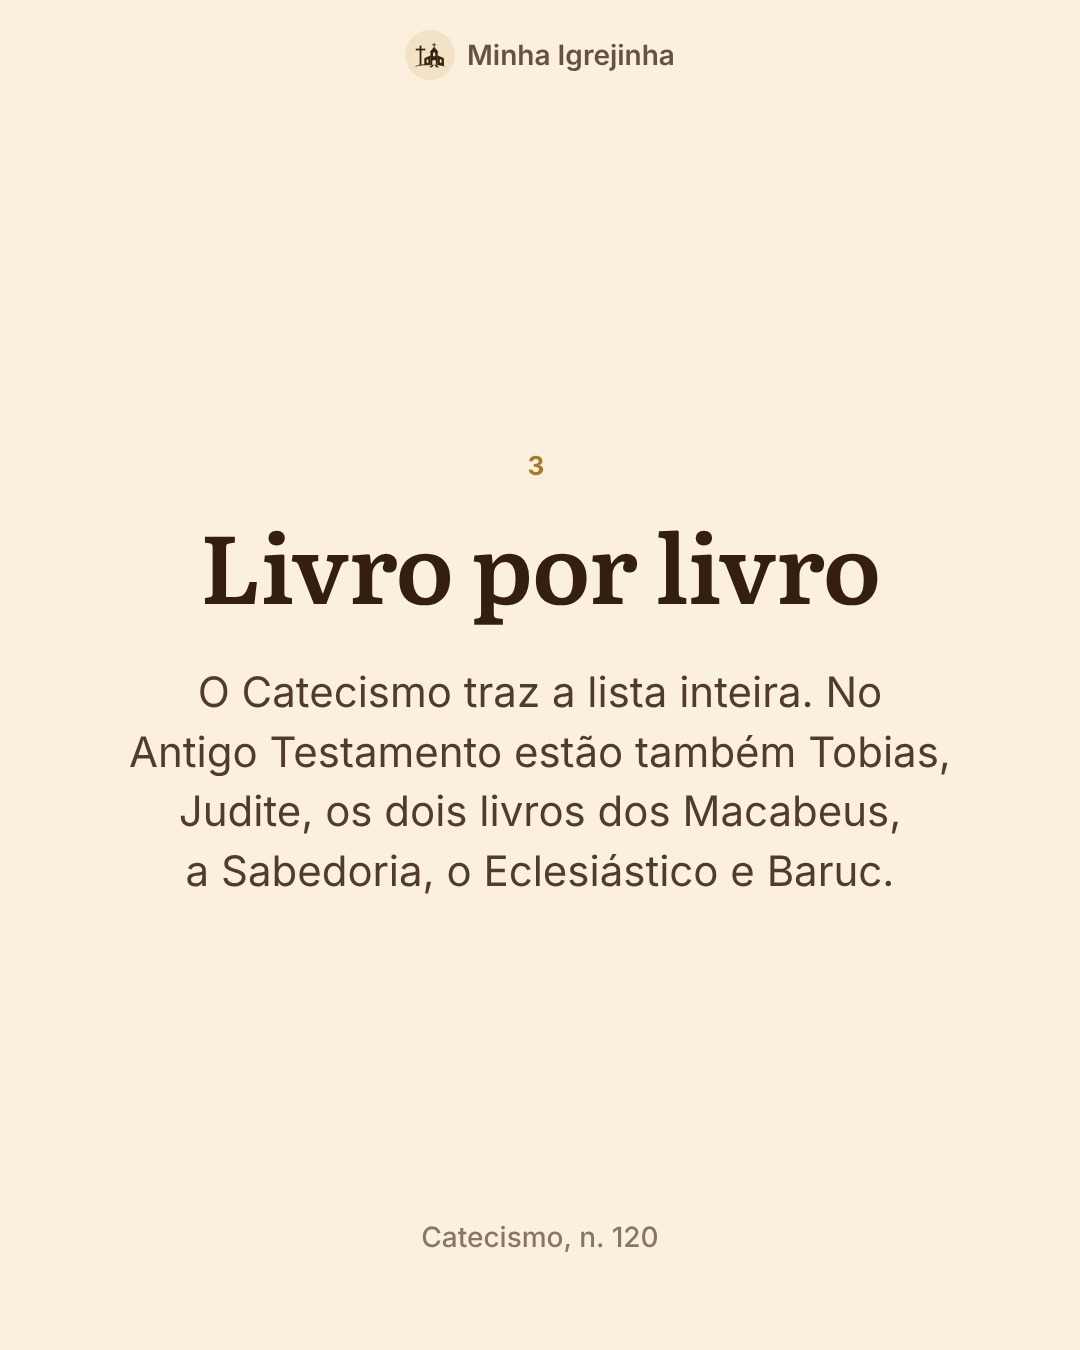 Minha Igrejinha
3
Livro por livro
O Catecismo traz a lista inteira. No
Antigo Testamento estão também Tobias,
Judite, os dois livros dos Macabeus,
a Sabedoria, o Eclesiástico e Baruc.
Catecismo, n. 120